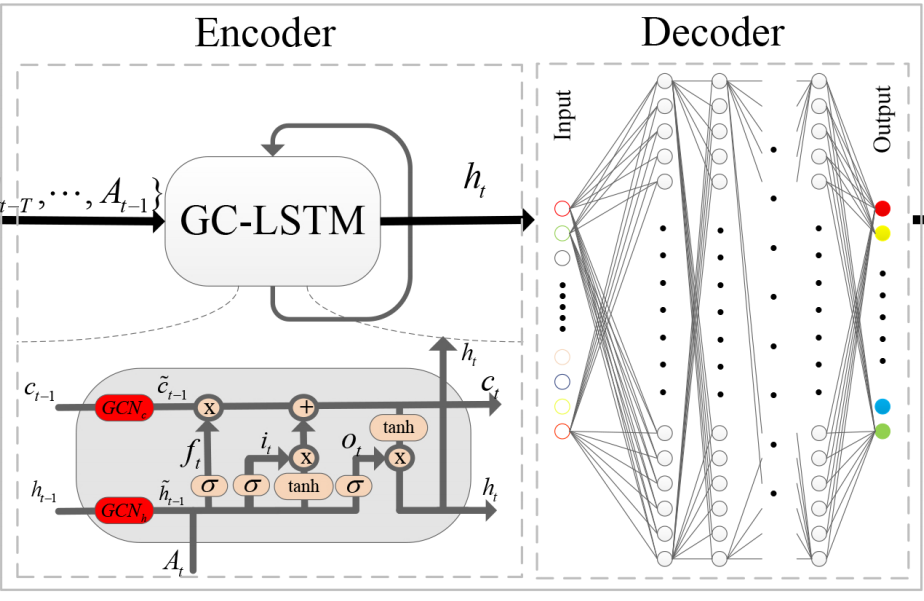 Encoder
Decoder
Input
Output
t−T, ⋯, A_{t−1}}
GC-LSTM
h_t
h_t
c_{t−1}
GCN_c
c̃_{t−1}
x
+
c_t
f_t
i_t
o_t
tanh
x
x
h_{t−1}
GCN_h
h̃_{t−1}
σ
σ
tanh
σ
h_t
A_t